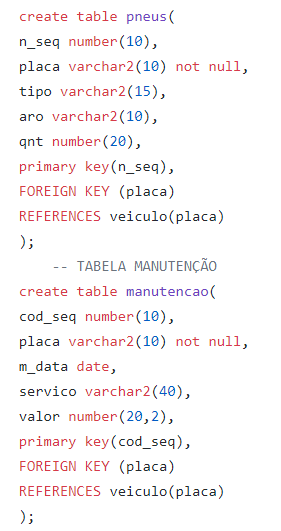 create table pneus(
n_seq number(10),
placa varchar2(10) not null,
tipo varchar2(15),
aro varchar2(10),
qnt number(20),
primary key(n_seq),
FOREIGN KEY (placa)
REFERENCES veiculo(placa)
);
-- TABELA MANUTENÇÃO
create table manutencao(
cod_seq number(10),
placa varchar2(10) not null,
m_data date,
servico varchar2(40),
valor number(20,2),
primary key(cod_seq),
FOREIGN KEY (placa)
REFERENCES veiculo(placa)
);